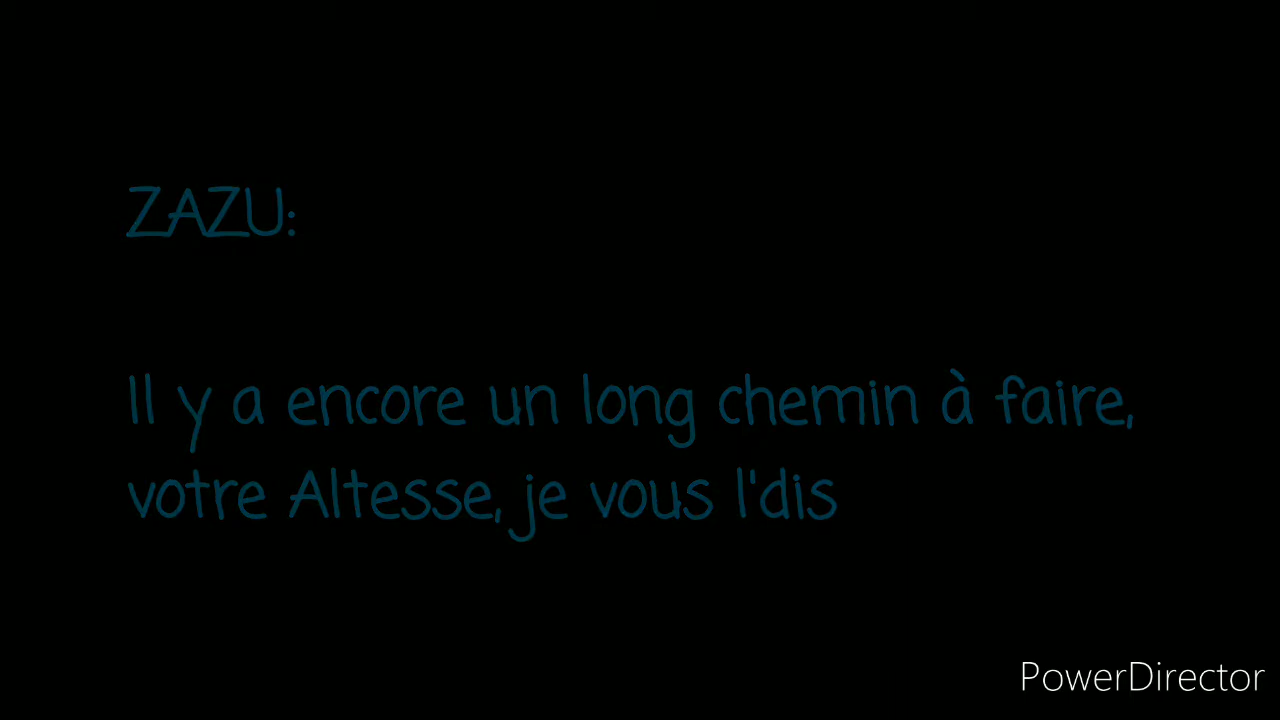 ZAZU:
Il y a encore un long chemin à faire,
votre Altesse, je vous l'dis
PowerDirector